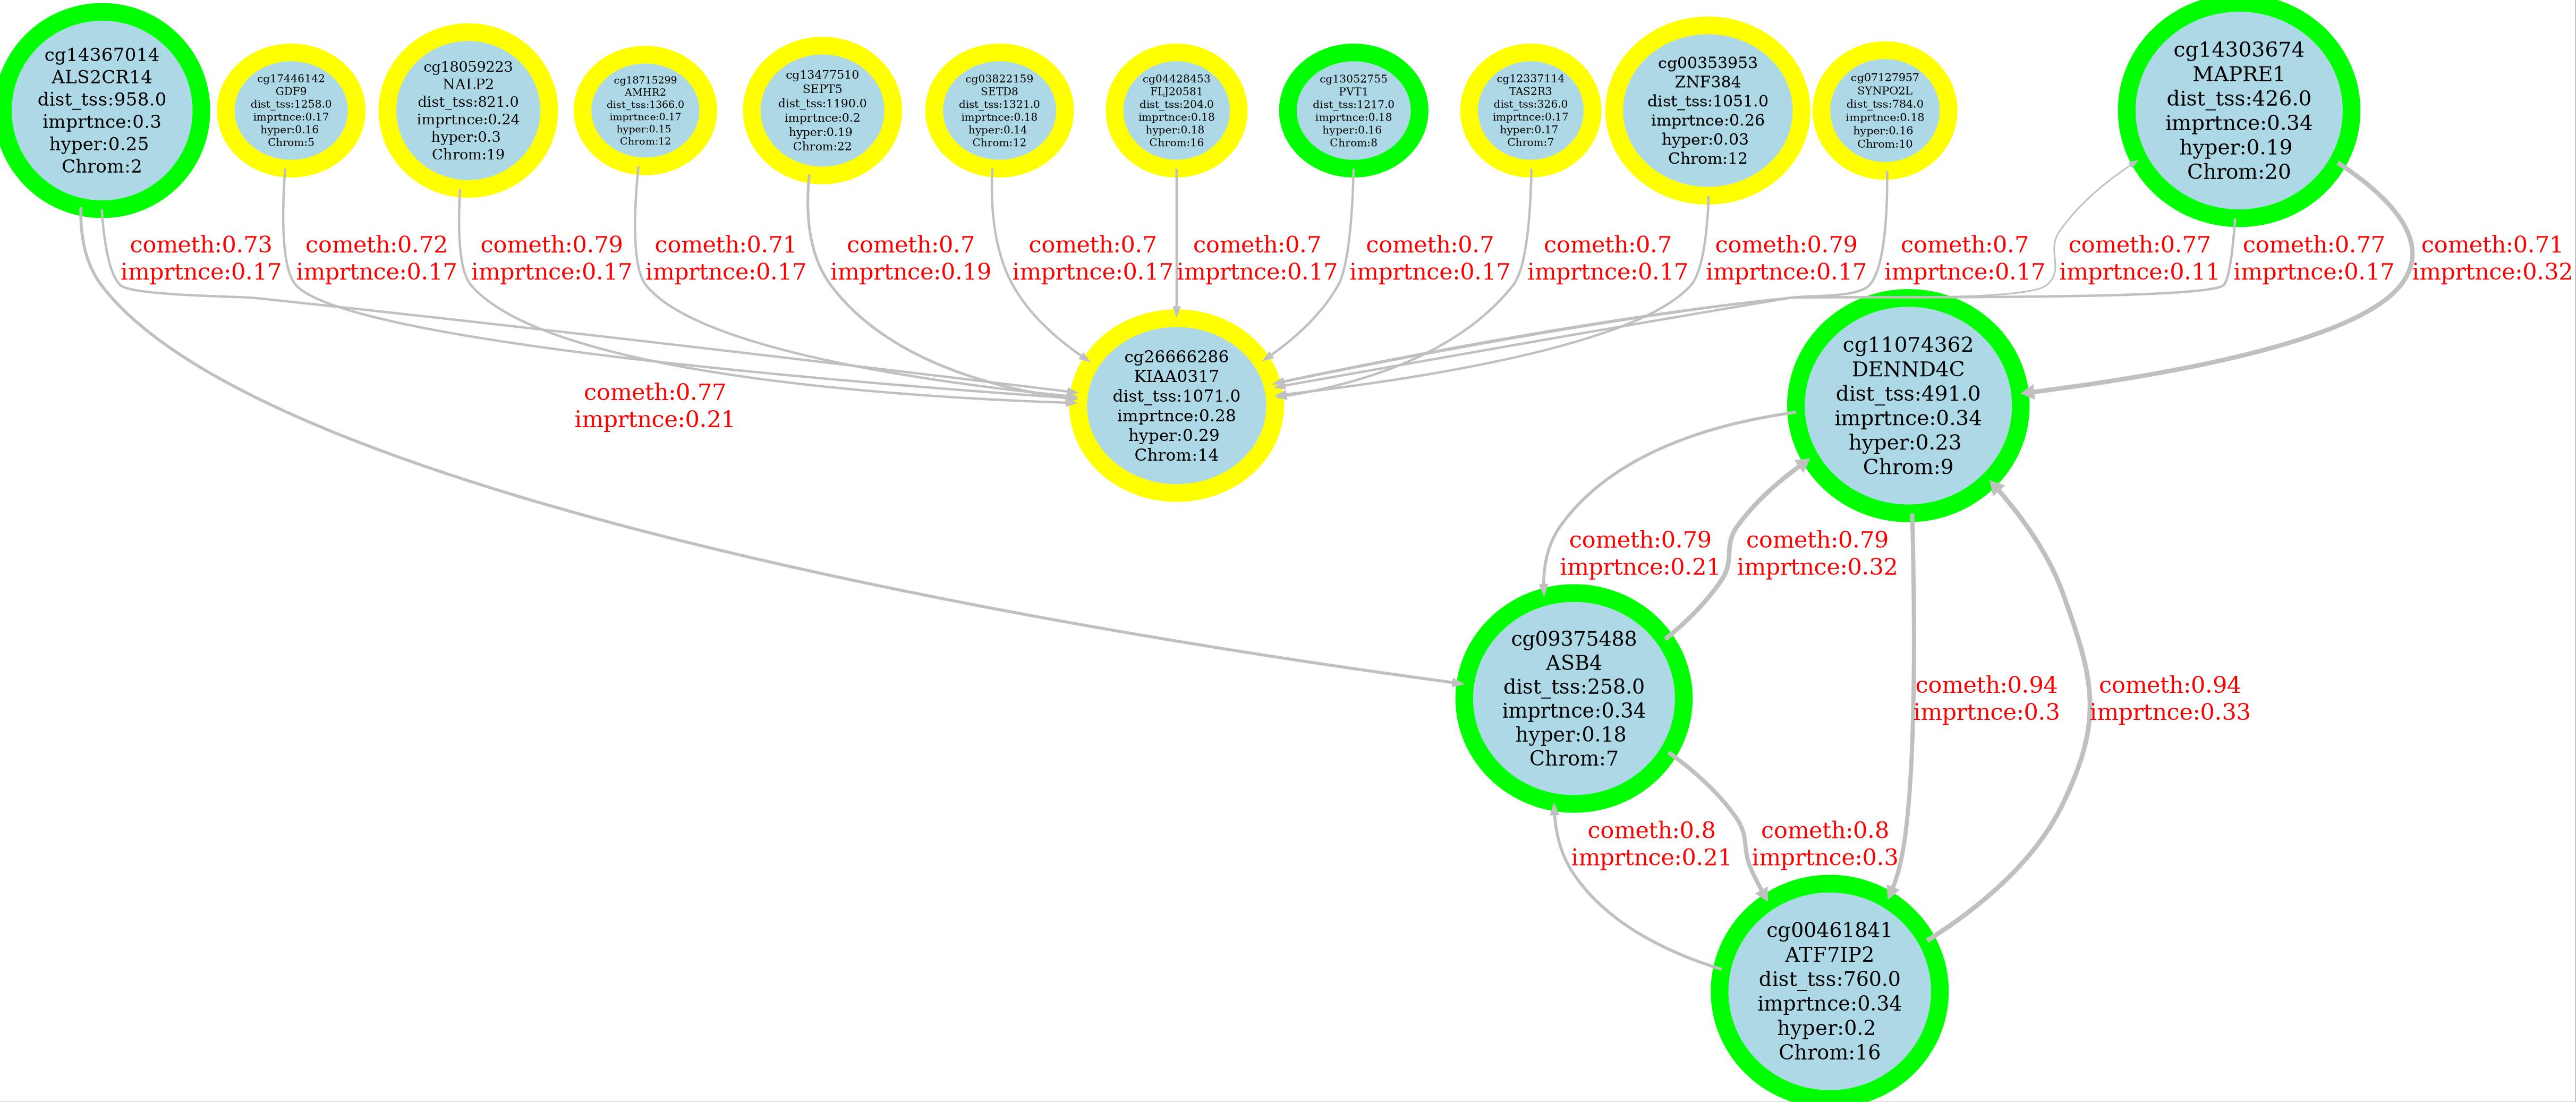 cg14367014
ALS2CR14
dist_tss:958.0
imprtnce:0.3
hyper:0.25
Chrom:2
cg17446142
GDF9
dist_tss:1258.0
imprtnce:0.17
hyper:0.16
Chrom:5
cg18059223
NALP2
dist_tss:821.0
imprtnce:0.24
hyper:0.3
Chrom:19
cg18715299
AMHR2
dist_tss:1366.0
imprtnce:0.17
hyper:0.15
Chrom:12
cg13477510
SEPT5
dist_tss:1190.0
imprtnce:0.2
hyper:0.19
Chrom:22
cg03822159
SETD8
dist_tss:1321.0
imprtnce:0.18
hyper:0.14
Chrom:12
cg04428453
FLJ20581
dist_tss:204.0
imprtnce:0.18
hyper:0.18
Chrom:16
cg13052755
PVT1
dist_tss:1217.0
imprtnce:0.18
hyper:0.16
Chrom:8
cg12337114
TAS2R3
dist_tss:326.0
imprtnce:0.17
hyper:0.17
Chrom:7
cg00353953
ZNF384
dist_tss:1051.0
imprtnce:0.26
hyper:0.03
Chrom:12
cg07127957
SYNPO2L
dist_tss:784.0
imprtnce:0.18
hyper:0.16
Chrom:10
cg14303674
MAPRE1
dist_tss:426.0
imprtnce:0.34
hyper:0.19
Chrom:20
cometh:0.73
imprtnce:0.17
cometh:0.72
imprtnce:0.17
cometh:0.79
imprtnce:0.17
cometh:0.71
imprtnce:0.17
cometh:0.7
imprtnce:0.19
cometh:0.7
imprtnce:0.17
cometh:0.7
imprtnce:0.17
cometh:0.7
imprtnce:0.17
cometh:0.7
imprtnce:0.17
cometh:0.79
imprtnce:0.17
cometh:0.7
imprtnce:0.17
cometh:0.77
imprtnce:0.11
cometh:0.77
imprtnce:0.17
cometh:0.71
imprtnce:0.32
cometh:0.77
imprtnce:0.21
cg26666286
KIAA0317
dist_tss:1071.0
imprtnce:0.28
hyper:0.29
Chrom:14
cg11074362
DENND4C
dist_tss:491.0
imprtnce:0.34
hyper:0.23
Chrom:9
cometh:0.79
imprtnce:0.21
cometh:0.79
imprtnce:0.32
cg09375488
ASB4
dist_tss:258.0
imprtnce:0.34
hyper:0.18
Chrom:7
cometh:0.94
imprtnce:0.3
cometh:0.94
imprtnce:0.33
cometh:0.8
imprtnce:0.21
cometh:0.8
imprtnce:0.3
cg00461841
ATF7IP2
dist_tss:760.0
imprtnce:0.34
hyper:0.2
Chrom:16